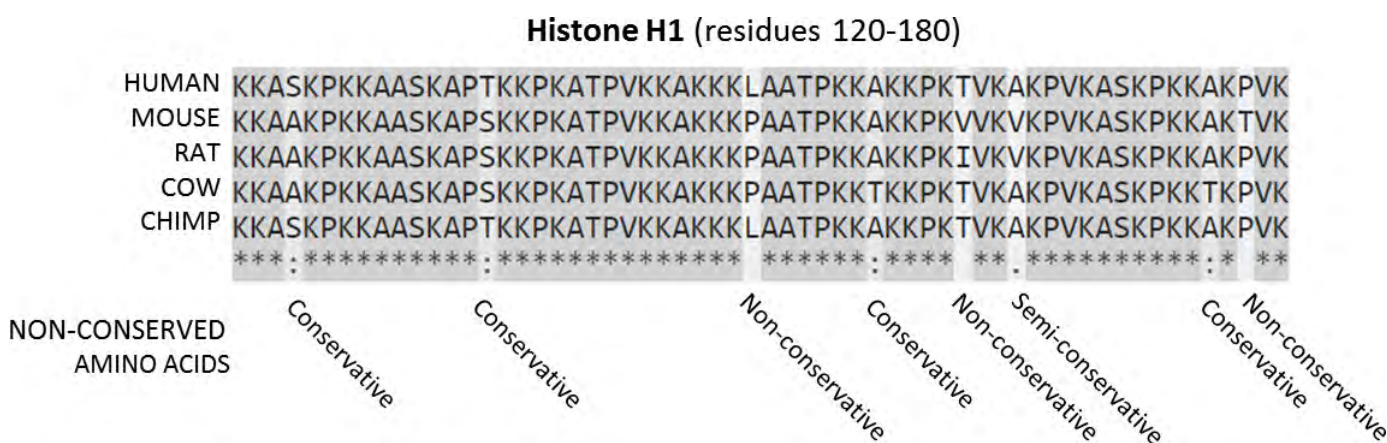 Histone H1 (residues 120-180)
HUMAN KKASKPKKAASKAPTKKPKATPVKKAKKKLAATPKKAKKPKTVKAKPVKASKPKKAKPVK
MOUSE KKAAKPKKAASKAPSKKPKATPVKKAKKKPAATPKKAKKPKVVKVKPVKASKPKKAKTVK
RAT KKAAKPKKAASKAPSKKPKATPVKKAKKKPAATPKKAKKPKIVKVKPVKASKPKKAKPVK
COW KKAAKPKKAASKAPSKKPKATPVKKAKKKPAATPKKTKKPKTVKAKPVKASKPKKTKPVK
CHIMP KKASKPKKAASKAPTKKPKATPVKKAKKKLAATPKKAKKPKTVKAKPVKASKPKKAKPVK
***:**********:************** ******:**** **.**********:* **
NON-CONSERVED
AMINO ACIDS
Conservative
Conservative
Non-conservative
Conservative
Non-conservative
Semi-conservative
Conservative
Non-conservative